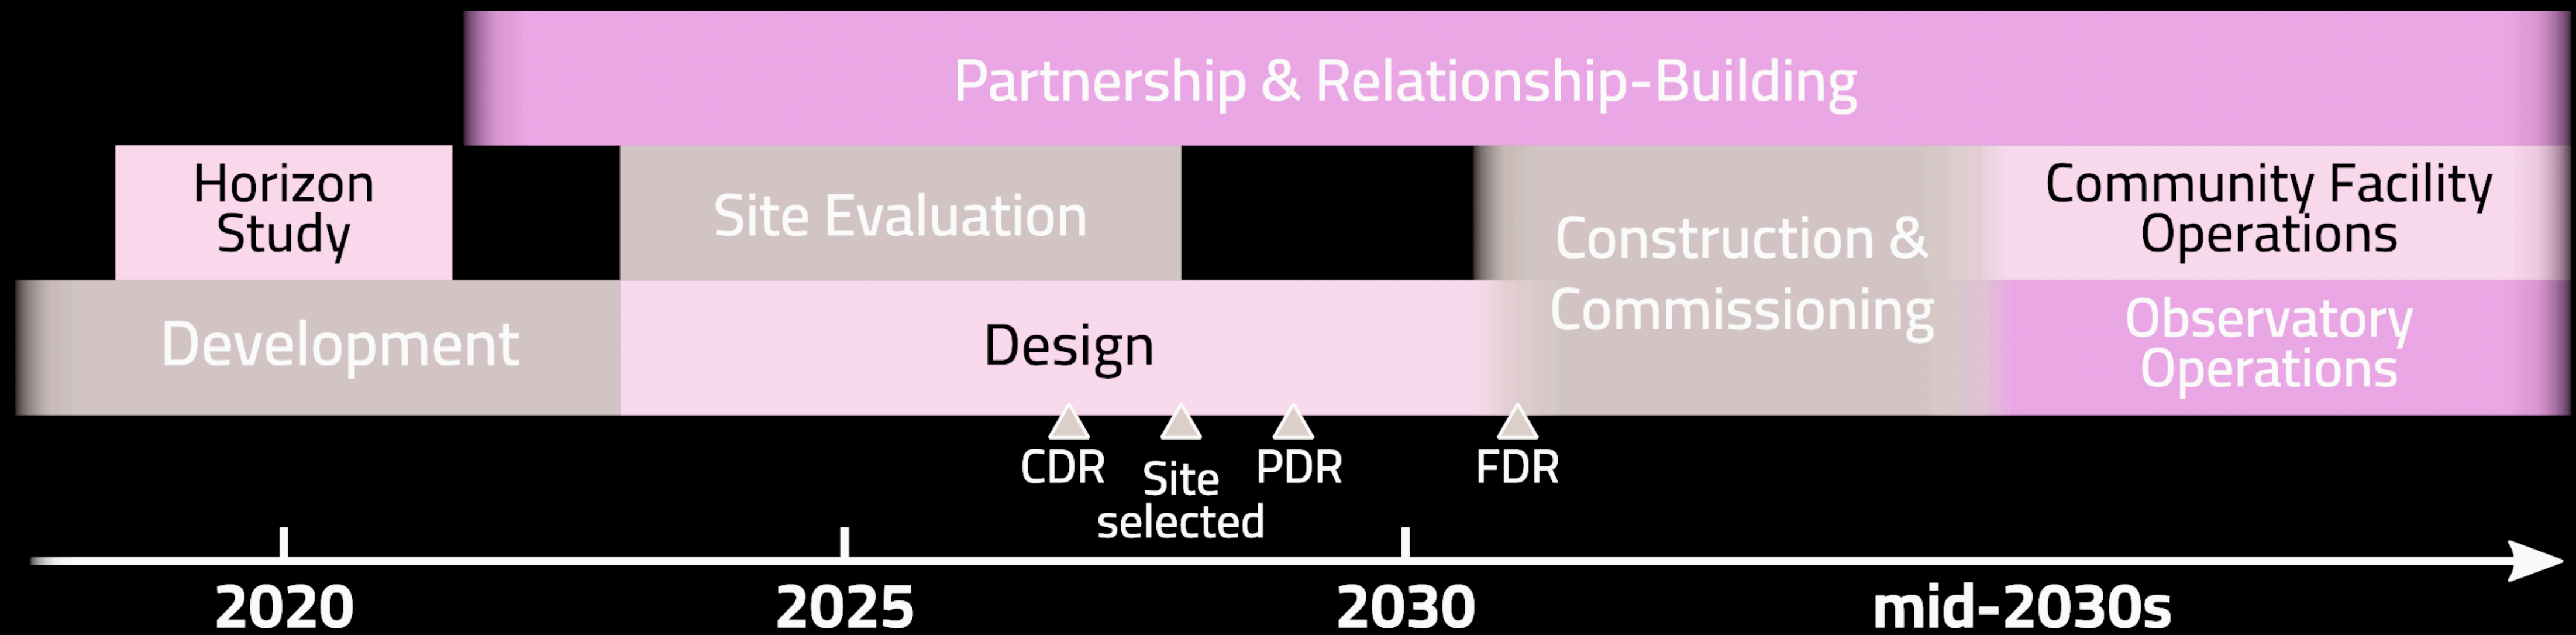 Partnership & Relationship-Building
Horizon
Study
Site Evaluation
Construction &
Commissioning
Community Facility
Operations
Development
Design
Observatory
Operations
CDR
Site
selected
PDR
FDR
2020
2025
2030
mid-2030s